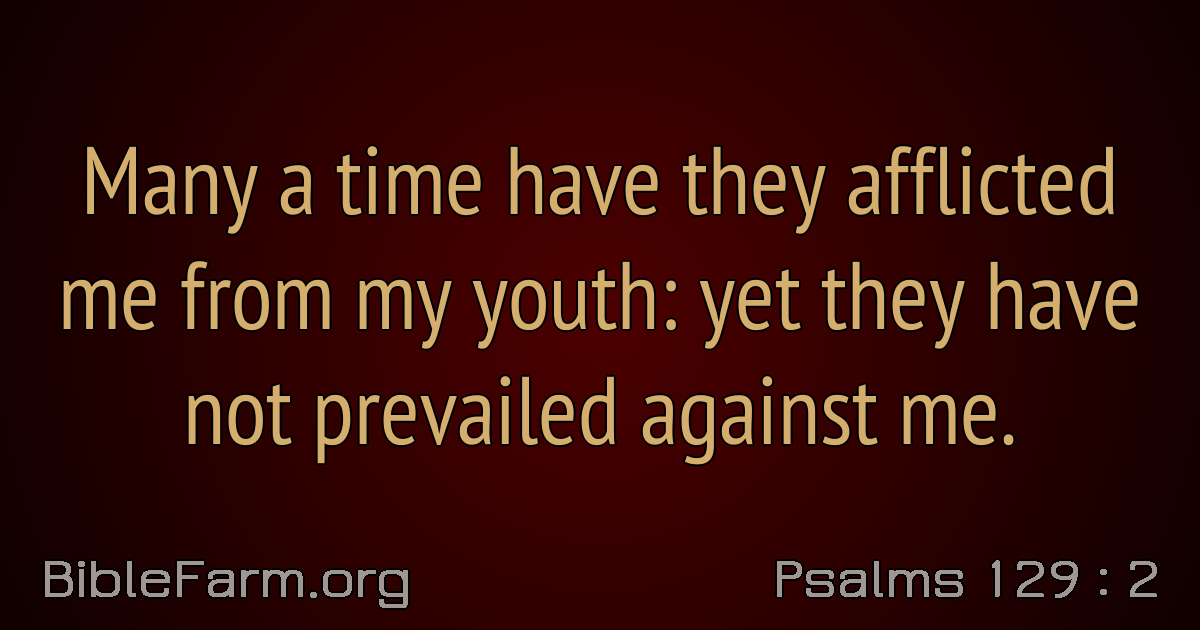 Many a time have they afflicted
me from my youth: yet they have
not prevailed against me.
BibleFarm.org
Psalms 129 : 2